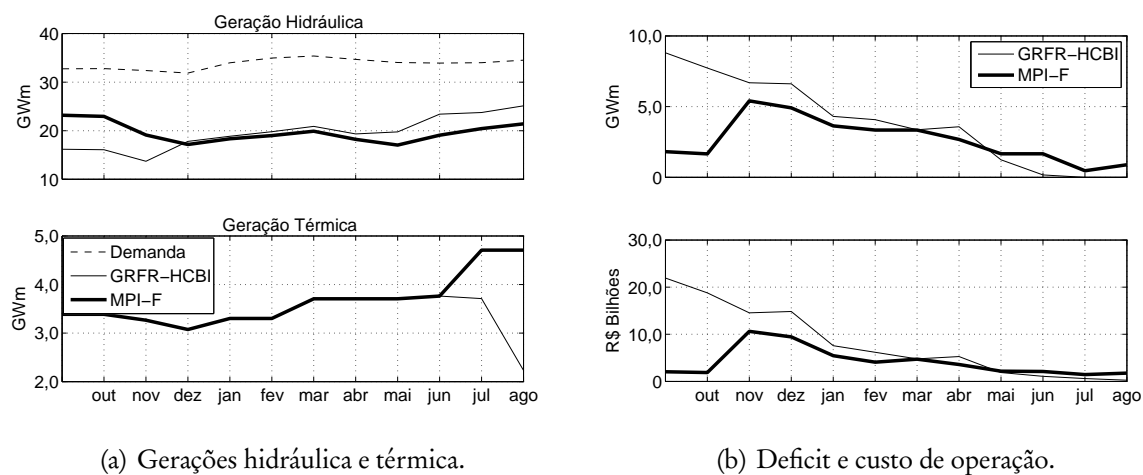 Geração Hidráulica
40
30
20
10
GWm
Geração Térmica
5,0
4,0
3,0
2,0
GWm
Demanda
GRFR−HCBI
MPI−F
out nov dez jan fev mar abr mai jun jul ago
(a) Gerações hidráulica e térmica.
10,0
5,0
0
GWm
GRFR−HCBI
MPI−F
30,0
20,0
10,0
0
R$ Bilhões
out nov dez jan fev mar abr mai jun jul ago
(b) Deficit e custo de operação.